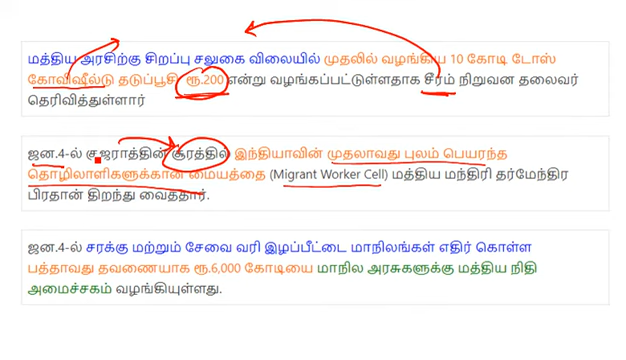 மத்திய அரசிற்கு சிறப்பு சலுகை விலையில் முதலில் வழங்கிய 10 கோடி டோஸ்
கோவிஷீல்டு தடுப்பூசி ரூ.200 என்று வழங்கப்பட்டுள்ளதாக சீரம் நிறுவன தலைவர்
தெரிவித்துள்ளார்
ஜன.4-ல் குஜராத்தின் சூரத்தில் இந்தியாவின் முதலாவது புலம் பெயரந்த
தொழிலாளிகளுக்கான மையத்தை (Migrant Worker Cell) மத்திய மந்திரி தர்மேந்திர
பிரதான் திறந்து வைத்தார்.
ஜன.4-ல் சரக்கு மற்றும் சேவை வரி இழப்பீட்டை மாநிலங்கள் எதிர் கொள்ள
பத்தாவது தவணையாக ரூ.6,000 கோடியை மாநில அரசுகளுக்கு மத்திய நிதி
அமைச்சகம் வழங்கியுள்ளது.